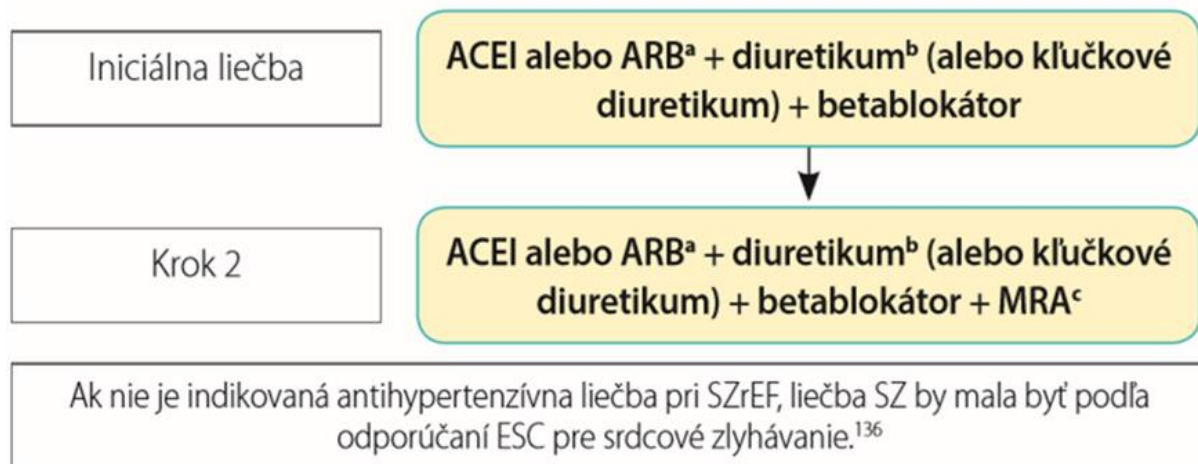 Iniciálna liečba
ACEI alebo ARBᵃ + diuretikumᵇ (alebo kľučkové
diuretikum) + betablokátor
Krok 2
ACEI alebo ARBᵃ + diuretikumᵇ (alebo kľučkové
diuretikum) + betablokátor + MRAᶜ
Ak nie je indikovaná antihypertenzívna liečba pri SZrEF, liečba SZ by mala byť podľa
odporúčaní ESC pre srdcové zlyhávanie.¹³⁶